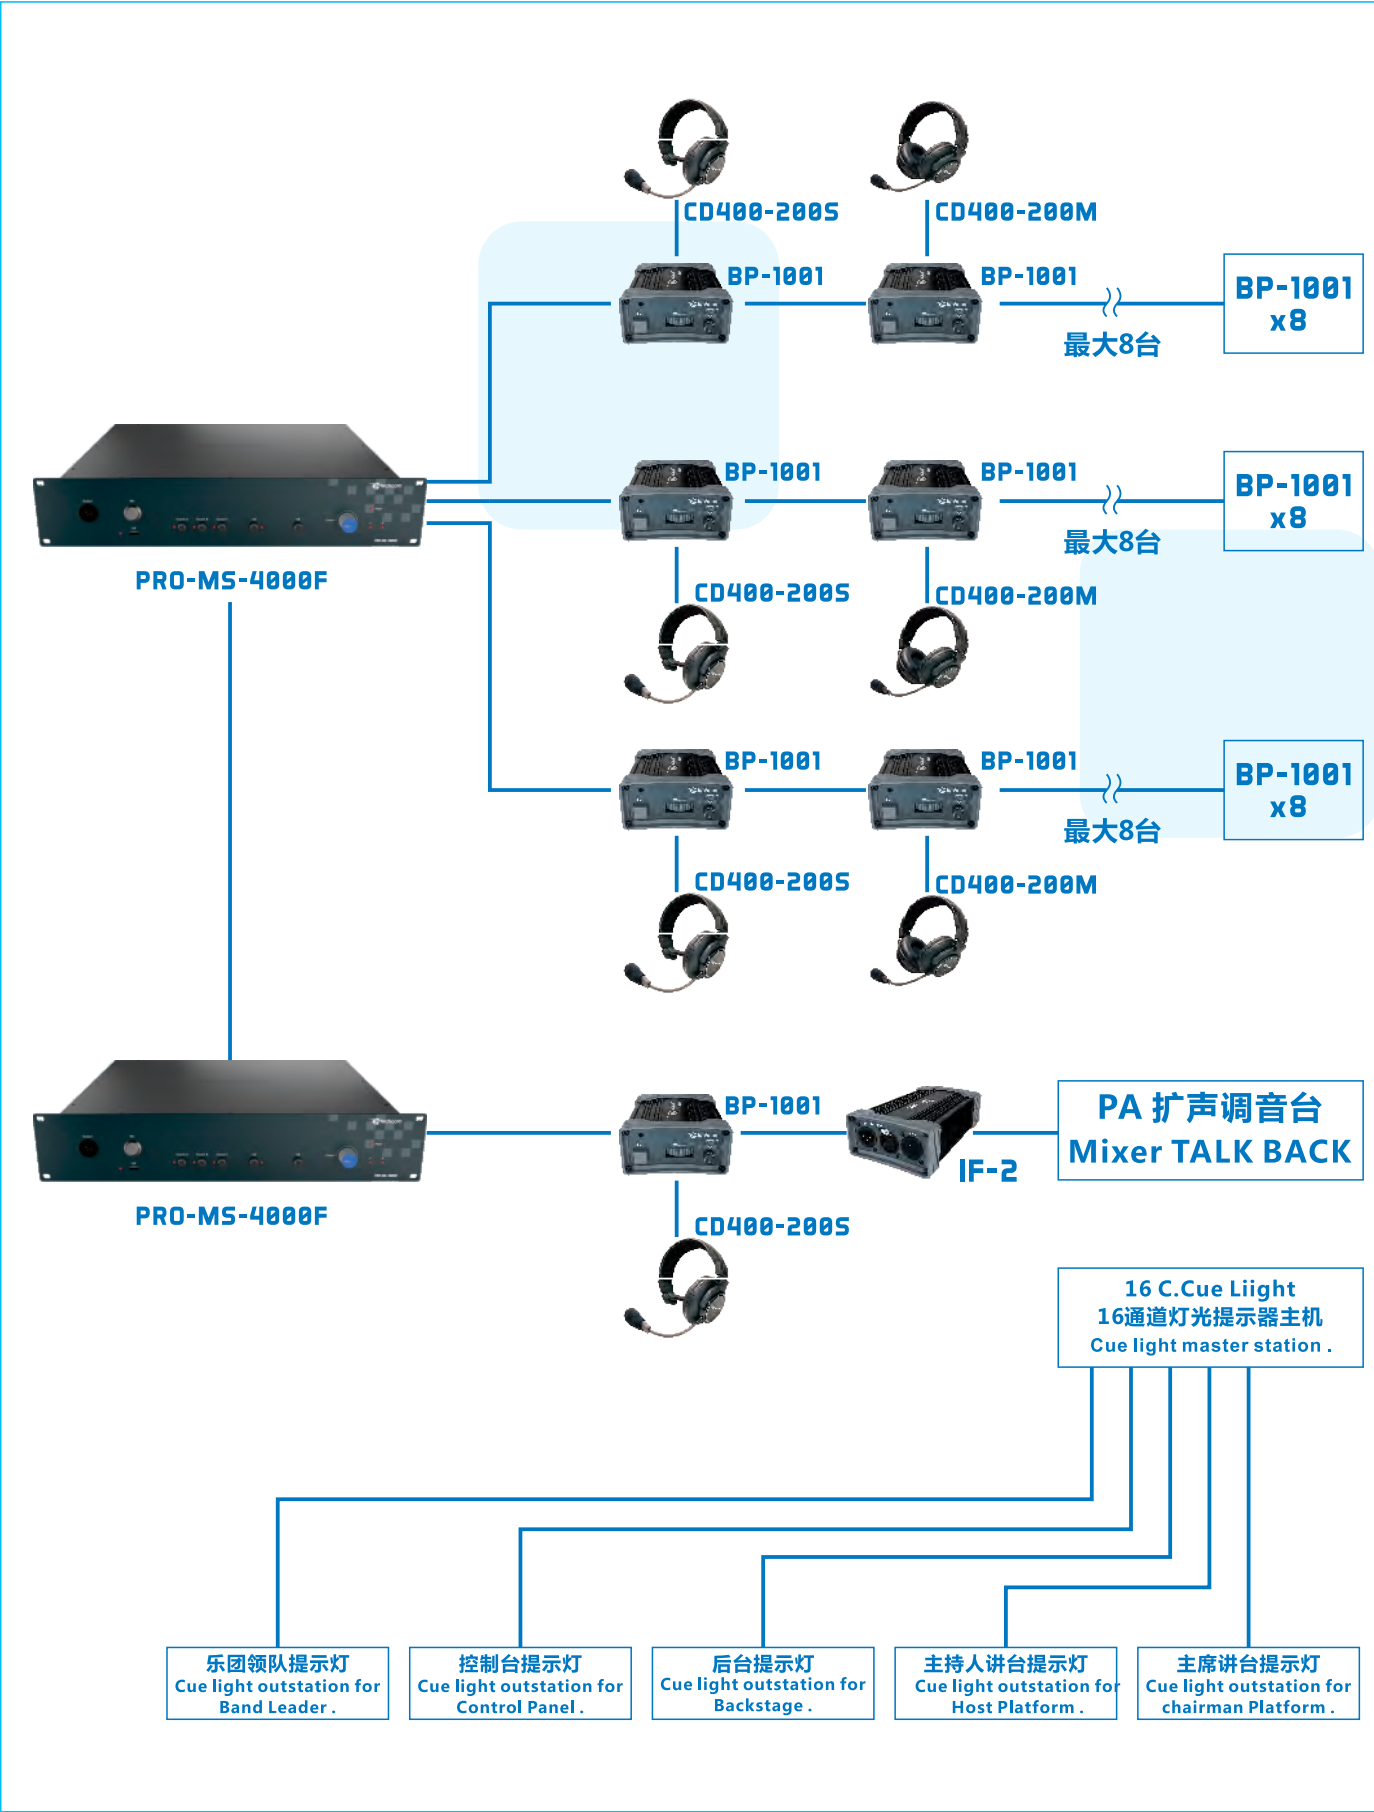 CD400-200S
CD400-200M
BP-1001
BP-1001
BP-1001
x8
最大8台
BP-1001
BP-1001
BP-1001
x8
最大8台
PRO-MS-4000F
CD400-200S
CD400-200M
BP-1001
BP-1001
BP-1001
x8
最大8台
CD400-200S
CD400-200M
BP-1001
PA 扩声调音台
Mixer TALK BACK
IF-2
PRO-MS-4000F
CD400-200S
16 C.Cue Liight
16通道灯光提示器主机
Cue light master station .
乐团领队提示灯
Cue light outstation for
Band Leader .
控制台提示灯
Cue light outstation for
Control Panel .
后台提示灯
Cue light outstation for
Backstage .
主持人讲台提示灯
Cue light outstation for
Host Platform .
主席讲台提示灯
Cue light outstation for
chairman Platform .